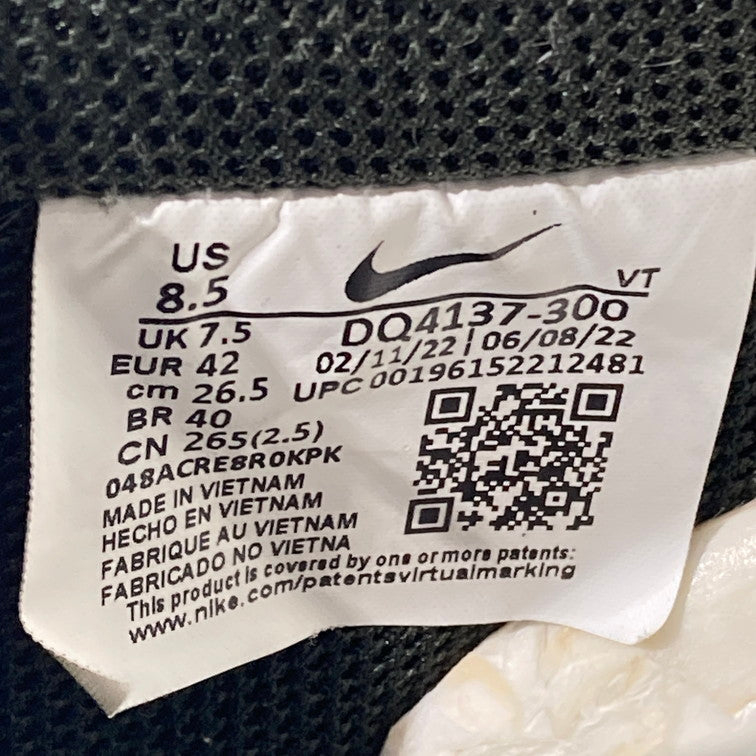 US
8.5
VT
UK 7.5
DQ4137-300
EUR 42
02/11/22 | 06/08/22
cm 26.5
UPC 00196152212481
BR 40
CN 265(2.5)
048ACRE8R0KPK
MADE IN VIETNAM
HECHO EN VIETNAM
FABRIQUE AU VIETNAM
FABRICADO NO VIETNA
This product is covered by one or more patents:
www.nike.com/patentsvirtualmarking